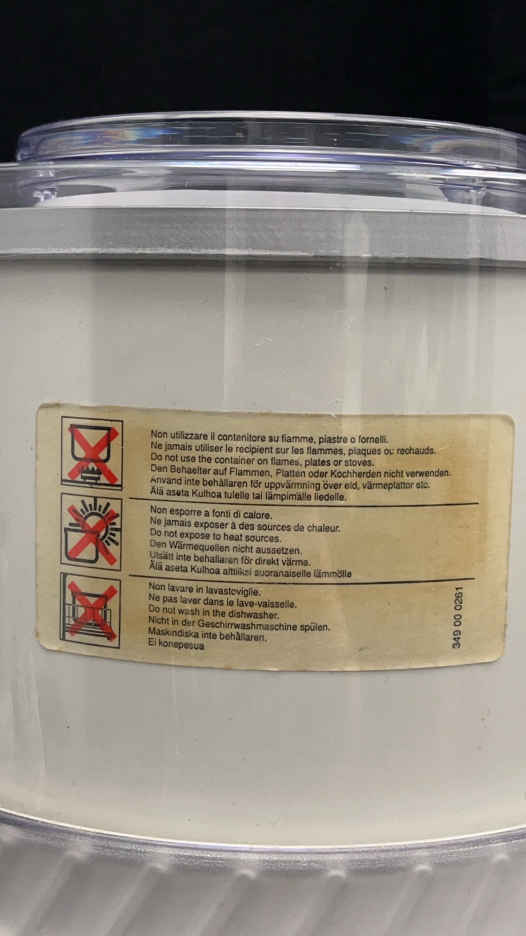 Non utilizzare il contenitore su fiamme, piastre o fornelli.
Ne jamais utiliser le recipient sur les flammes, plaques ou rechauds.
Do not use the container on flames, plates or stoves.
Den Behaelter auf Flammen, Platten oder Kochherden nicht verwenden.
Använd inte behållaren för uppvärmning över eld, värmeplattor etc.
Älä aseta Kulhoa tulelle tai lämpimälle liedelle.
Non esporre a fonti di calore.
Ne jamais exposer à des sources de chaleur.
Do not expose to heat sources.
Den Wärmequellen nicht aussetzen.
Utsätt inte behallaren för direkt värma.
Älä aseta Kulhoa alttiiksi suoranaiselle lämmölle
Non lavare in lavastoviglie.
Ne pas laver dans le lave-vaisselle.
Do not wash in the dishwasher.
Nicht in der Geschirrwashmaschine spülen.
Maskindiska inte behållaren.
Ei konepesua
349 00 0261